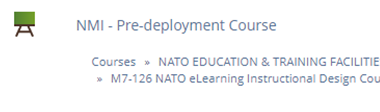 NMI - Pre-deployment Course
Courses » NATO EDUCATION & TRAINING FACILITIE
» M7-126 NATO eLearning Instructional Design Cou